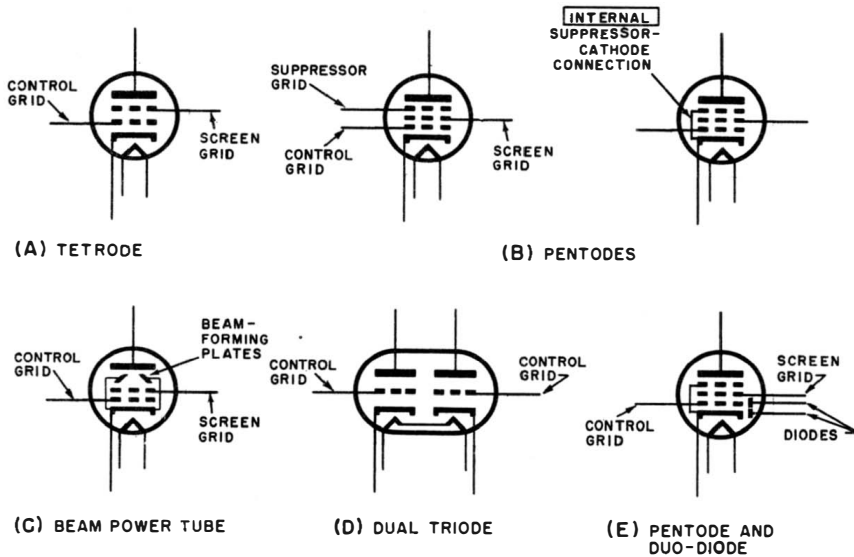 CONTROL
GRID
SCREEN
GRID
(A) TETRODE
SUPPRESSOR
GRID
CONTROL
GRID
SCREEN
GRID
INTERNAL
SUPPRESSOR-
CATHODE
CONNECTION
(B) PENTODES
CONTROL
GRID
BEAM-
FORMING
PLATES
SCREEN
GRID
(C) BEAM POWER TUBE
CONTROL
GRID
CONTROL
GRID
(D) DUAL TRIODE
CONTROL
GRID
SCREEN
GRID
DIODES
(E) PENTODE AND
DUO-DIODE